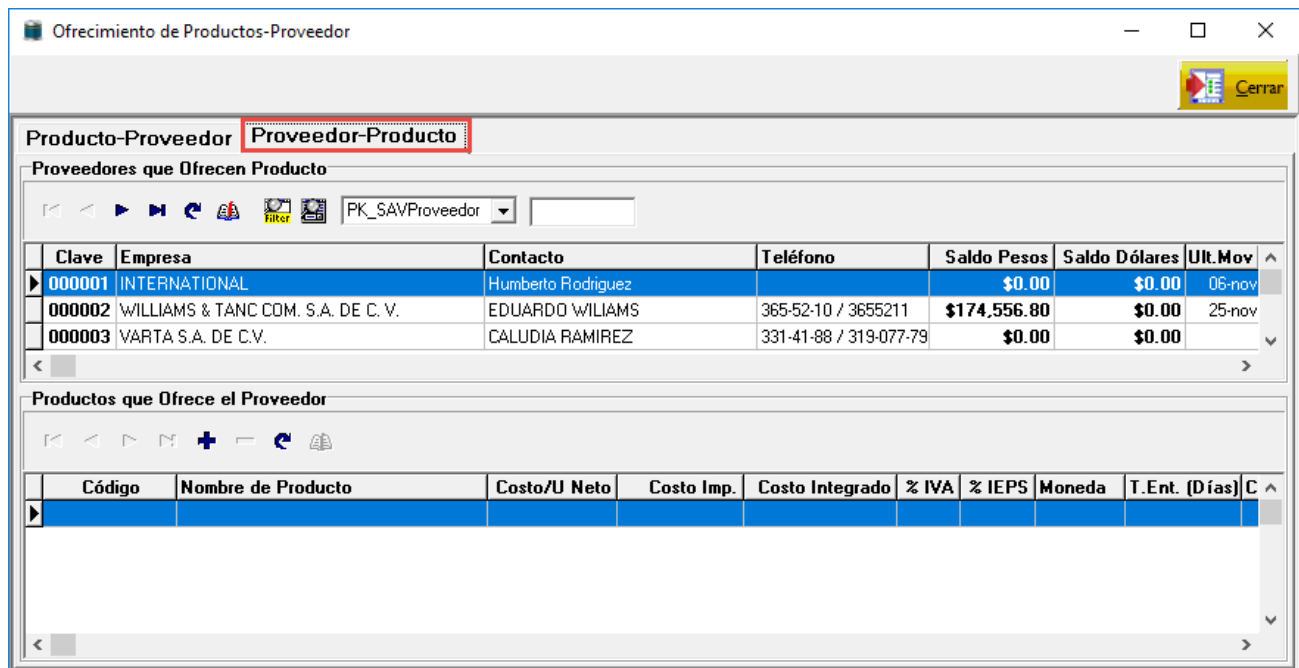 Ofrecimiento de Productos-Proveedor
Cerrar
Producto-Proveedor Proveedor-Producto
Proveedores que Ofrecen Producto
Filter PK_SAVProveedor
Clave Empresa Contacto Teléfono Saldo Pesos Saldo Dólares Ult.Mov
000001 INTERNATIONAL Humberto Rodriguez $0.00 $0.00 06-nov
000002 WILLIAMS & TANC COM. S.A. DE C. V. EDUARDO WILIAMS 365-52-10 / 3655211 $174,556.80 $0.00 25-nov
000003 VARTA S.A. DE C.V. CALUDIA RAMIREZ 331-41-88 / 319-077-79 $0.00 $0.00
Productos que Ofrece el Proveedor
Código Nombre de Producto Costo/U Neto Costo Imp. Costo Integrado % IVA % IEPS Moneda T.Ent. (Días) C